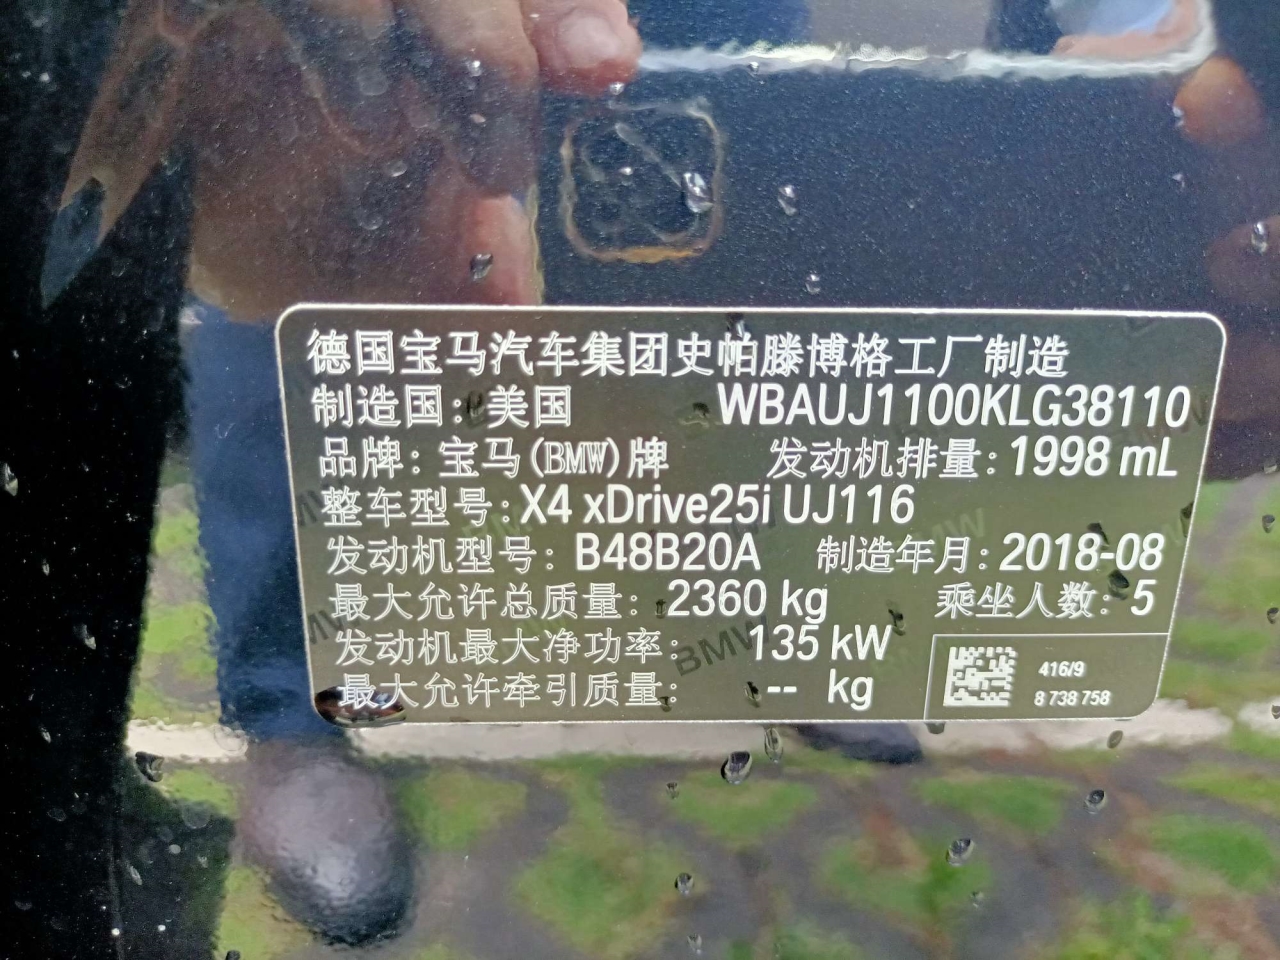 德国宝马汽车集团史帕滕博格工厂制造
制造国：美国 WBAUJ1100KLG38110
品牌：宝马(BMW)牌 发动机排量：1998 mL
整车型号：X4 xDrive25i UJ116
发动机型号：B48B20A 制造年月：2018-08
最大允许总质量：2360 kg 乘坐人数：5
发动机最大净功率：135 kW
最大允许牵引质量：-- kg
416/9
8 738 758